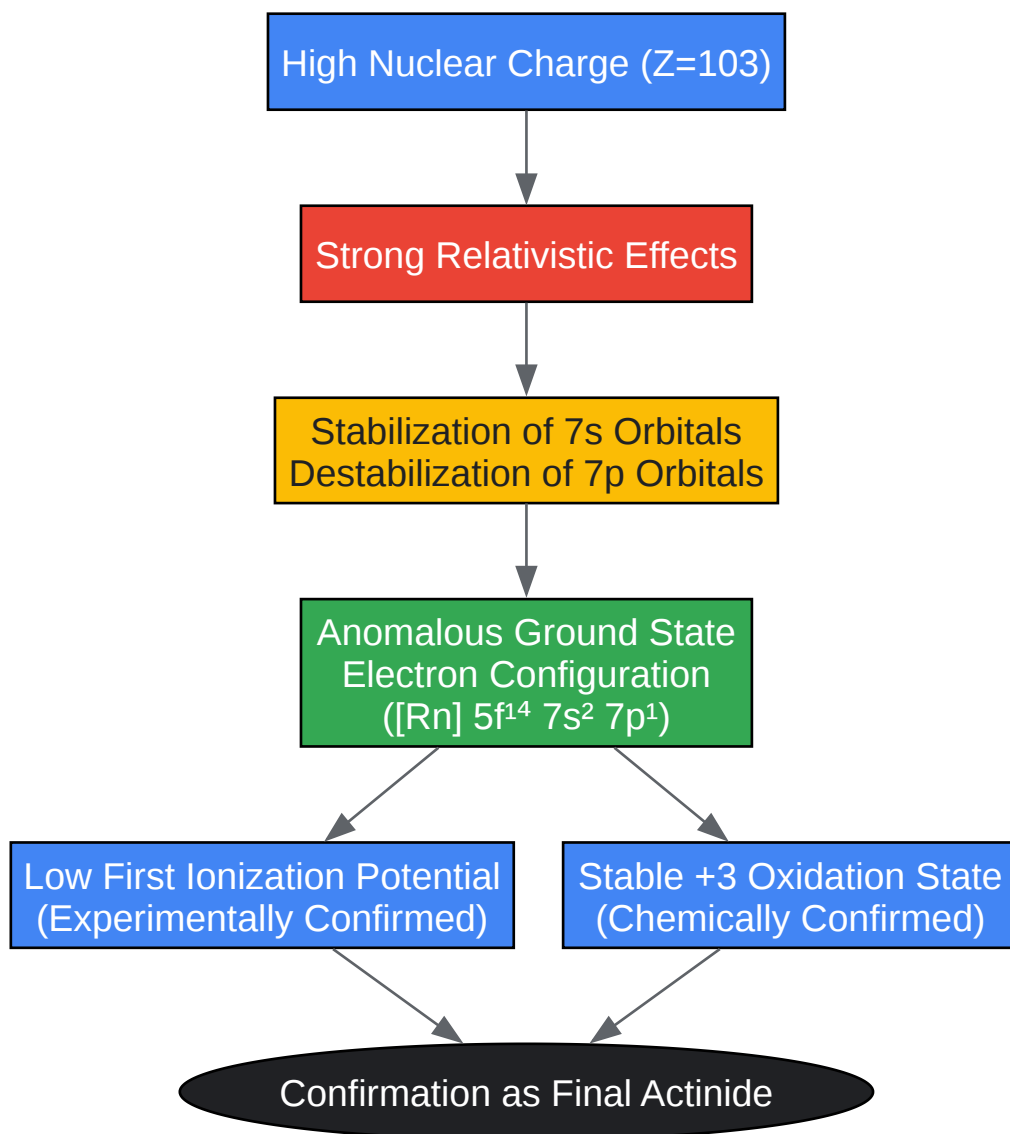 High Nuclear Charge (Z=103)
Strong Relativistic Effects
Stabilization of 7s Orbitals
Destabilization of 7p Orbitals
Anomalous Ground State
Electron Configuration
([Rn] 5f¹⁴ 7s² 7p¹)
Low First Ionization Potential
(Experimentally Confirmed)
Stable +3 Oxidation State
(Chemically Confirmed)
Confirmation as Final Actinide